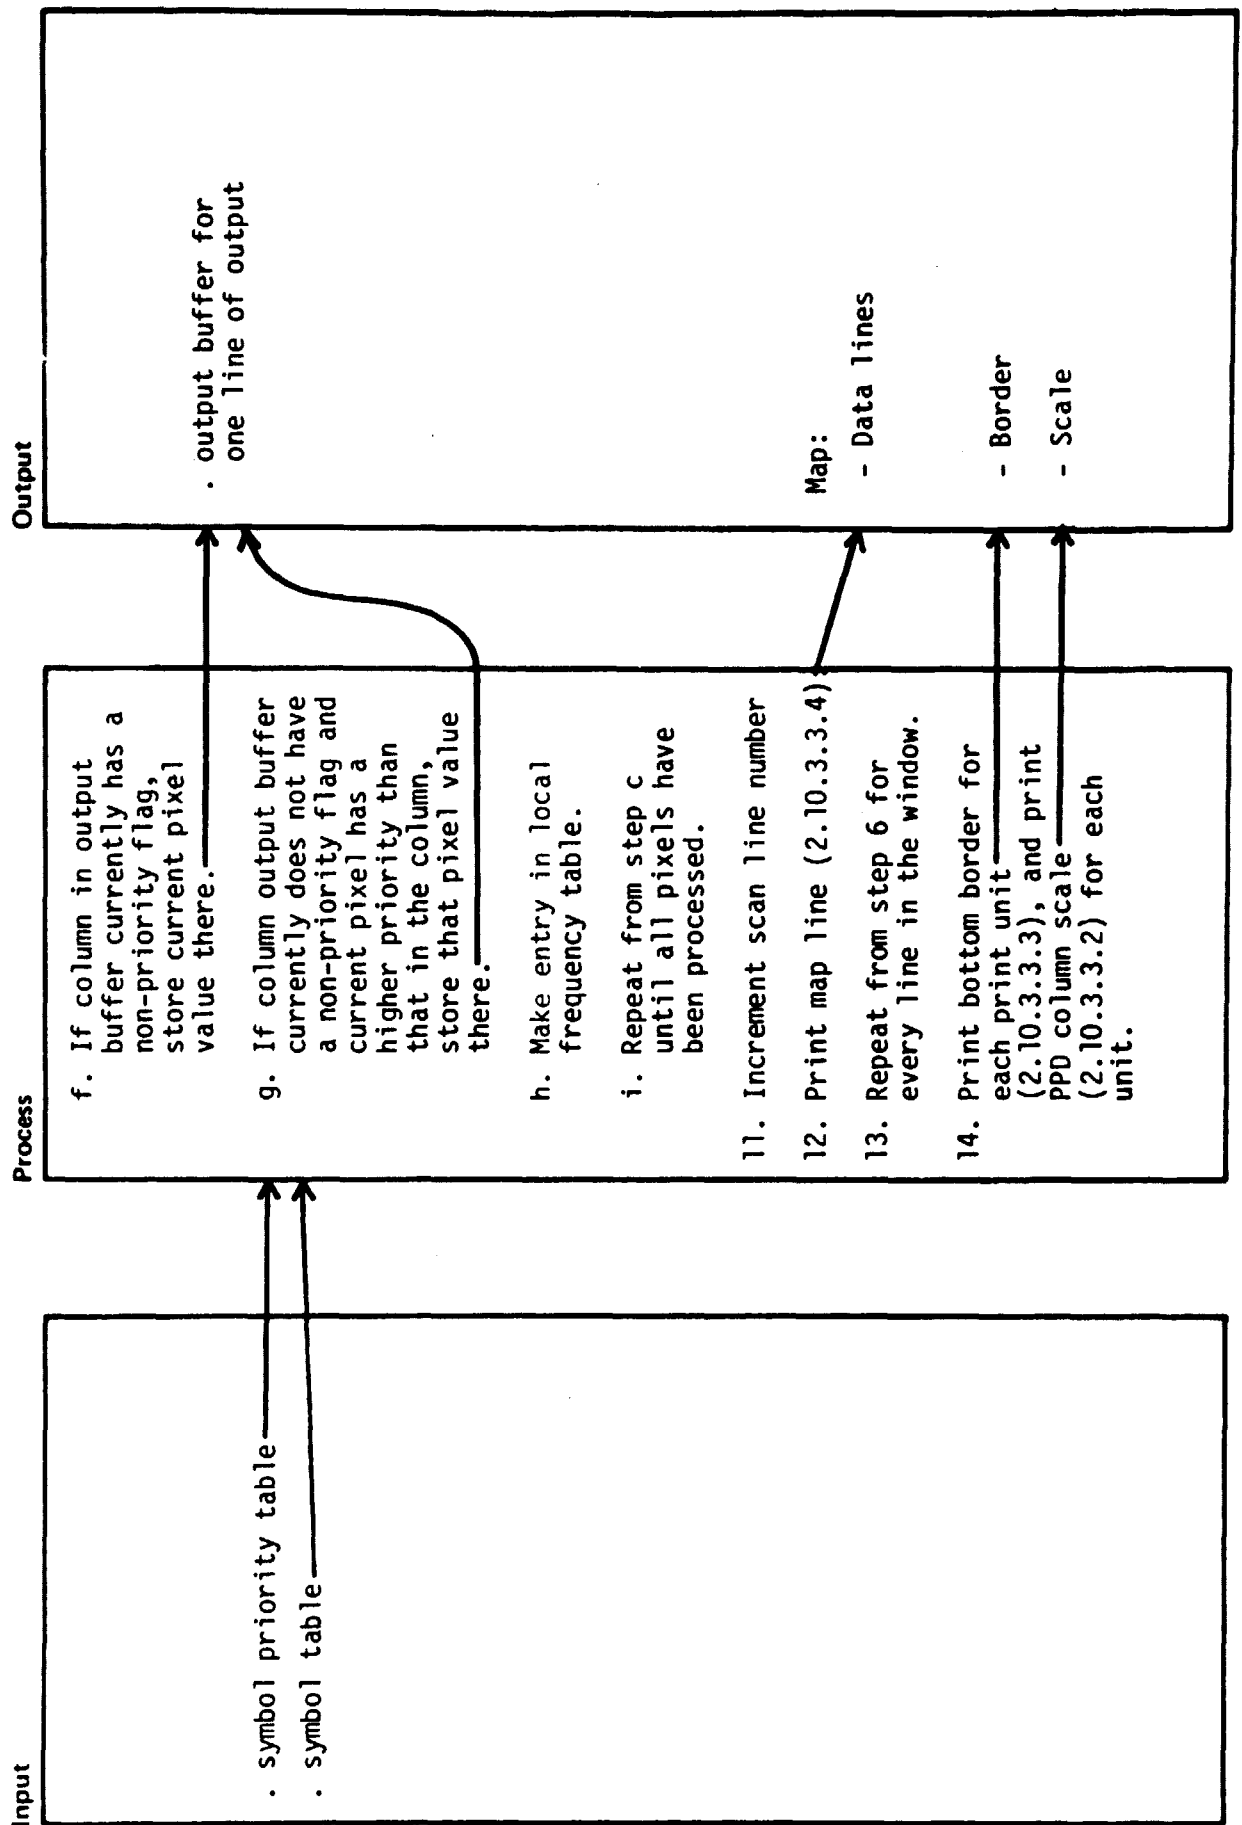 Input
. symbol priority table
. symbol table
Process
f. If column in output
buffer currently has a
non-priority flag,
store current pixel
value there.
g. If column output buffer
currently does not have
a non-priority flag and
current pixel has a
higher priority than
that in the column,
store that pixel value
there.
h. Make entry in local
frequency table.
i. Repeat from step c
until all pixels have
been processed.
11. Increment scan line number
12. Print map line (2.10.3.3.4)
13. Repeat from step 6 for
every line in the window.
14. Print bottom border for
each print unit
(2.10.3.3.3), and print
PPD column scale
(2.10.3.3.2) for each
unit.
Output
. output buffer for
one line of output
Map:
- Data lines
- Border
- Scale